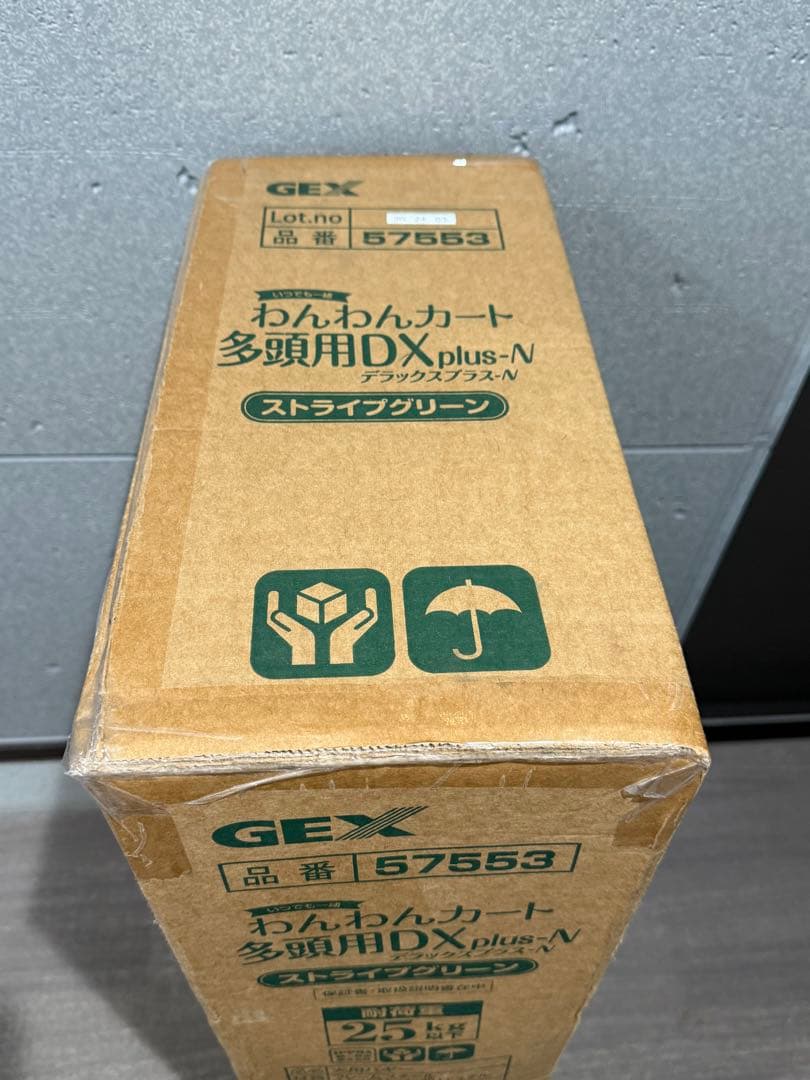 GEX
Lot.no
品番 57553
いつでも一緒
わんわんカート
多頭用DXplus-N
デラックスプラス-N
ストライプグリーン
GEX
品番 57553
いつでも一緒
わんわんカート
多頭用DXplus-N
デラックスプラス-N
ストライプグリーン
耐荷重
25kg以下